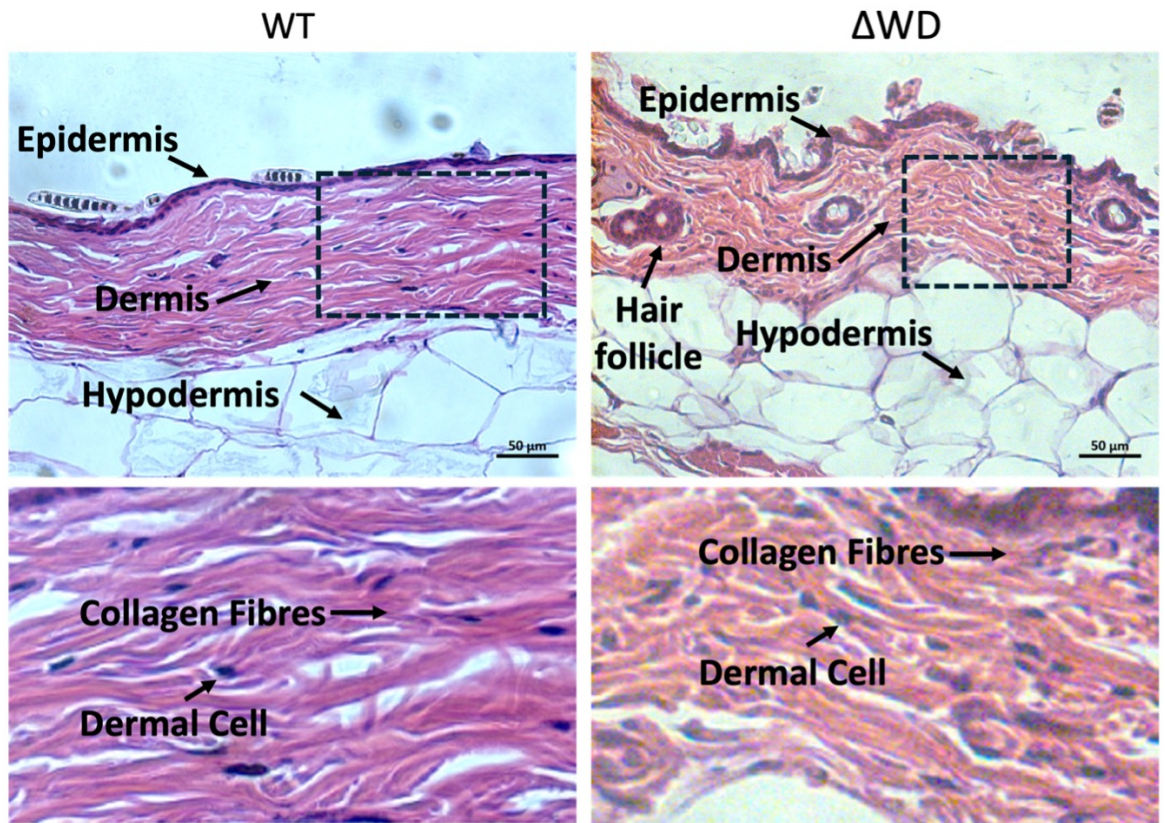 WT
ΔWD
Epidermis
Dermis
Hypodermis
50 µm
Epidermis
Dermis
Hair
follicle
Hypodermis
50 µm
Collagen Fibres
Dermal Cell
Collagen Fibres
Dermal Cell